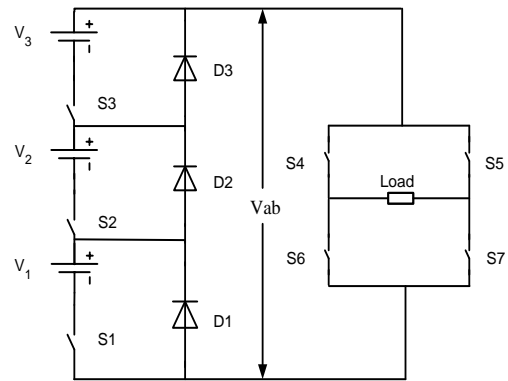 V3
+
D3
S3
V2
+
S4
S5
D2
Load
Vab
S2
V1
+
S6
S7
D1
S1